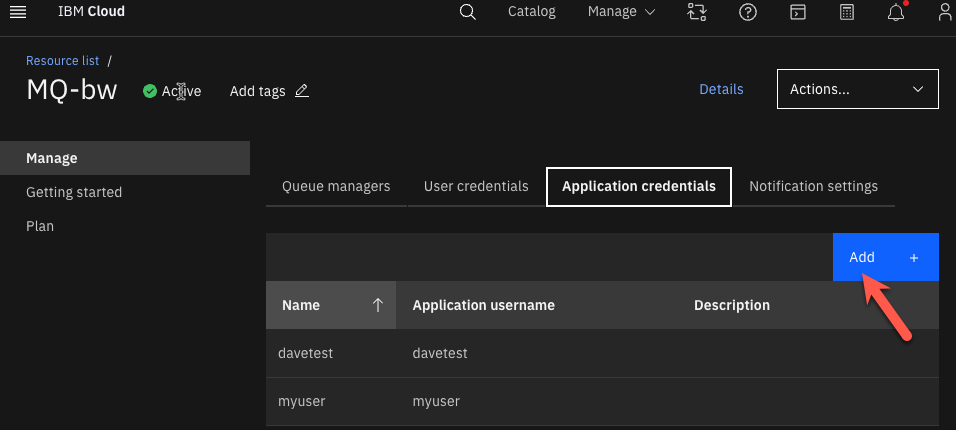 IBM Cloud Catalog Manage
Resource list /
MQ-bw Active Add tags Details Actions...
Manage
Getting started
Plan
Queue managers User credentials Application credentials Notification settings
Add +
Name Application username Description
davetest davetest
myuser myuser